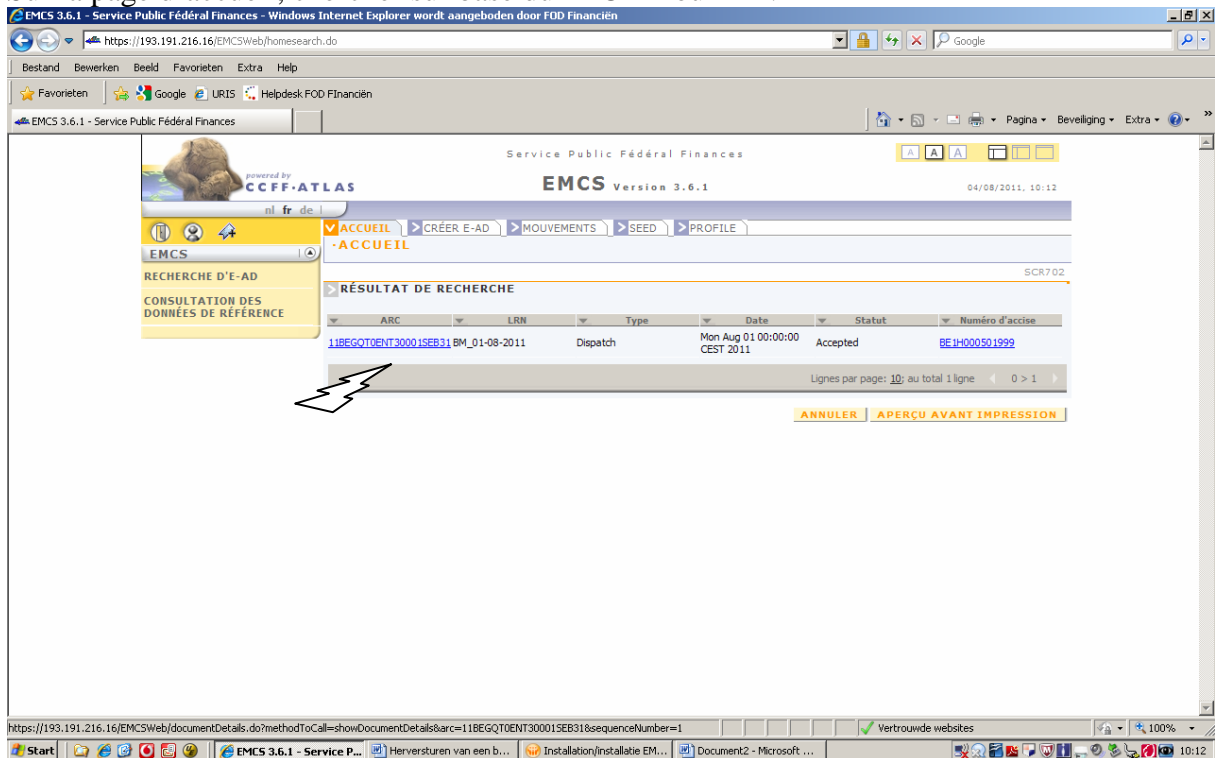 EMCS 3.6.1 - Service Public Fédéral Finances - Windows Internet Explorer wordt aangeboden door FOD Financiën
https://193.191.216.16/EMCSWeb/homesearch.do
Google
Bestand Bewerken Beeld Favorieten Extra Help
Favorieten Google URIS Helpdesk FOD FInanciën
EMCS 3.6.1 - Service Public Fédéral Finances
Pagina Beveiliging Extra
Service Public Fédéral Finances
A A A
powered by
CCFF·ATLAS
EMCS Version 3.6.1
04/08/2011, 10:12
nl fr de
ACCUEIL CRÉER E-AD MOUVEMENTS SEED PROFILE
·ACCUEIL
EMCS
SCR702
RECHERCHE D'E-AD
RÉSULTAT DE RECHERCHE
CONSULTATION DES
DONNÉES DE RÉFÉRENCE
ARC LRN Type Date Statut Numéro d'accise
11BEGQT0ENT30001SEB31 BM_01-08-2011 Dispatch Mon Aug 01 00:00:00 CEST 2011 Accepted BE1H000501999
Lignes par page: 10; au total 1 ligne 0 > 1
ANNULER APERÇU AVANT IMPRESSION
https://193.191.216.16/EMCSWeb/documentDetails.do?methodToCall=showDocumentDetails&arc=11BEGQT0ENT30001SEB31&sequenceNumber=1
Vertrouwde websites 100%
Start EMCS 3.6.1 - Service P... Herversturen van een b... Installation/installatie EM... Document2 - Microsoft ... 10:12